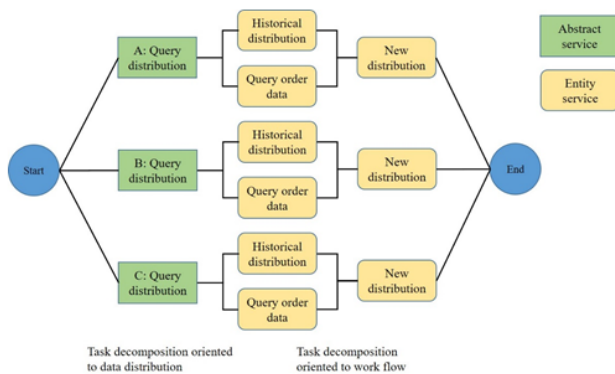 Historical
distribution
Abstract
service
A: Query
distribution
New
distribution
Query order
data
Entity
service
Historical
distribution
Start
B: Query
distribution
New
distribution
End
Query order
data
Historical
distribution
C: Query
distribution
New
distribution
Query order
data
Task decomposition oriented
to data distribution
Task decomposition
oriented to work flow